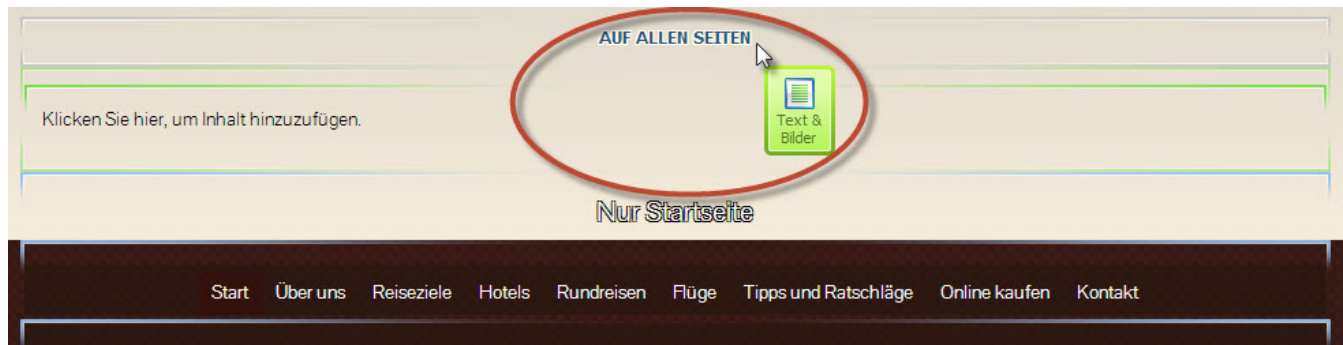 AUF ALLEN SEITEN
Text &
Bilder
Klicken Sie hier, um Inhalt hinzuzufügen.
Nur Startseite
Start Über uns Reiseziele Hotels Rundreisen Flüge Tipps und Ratschläge Online kaufen Kontakt